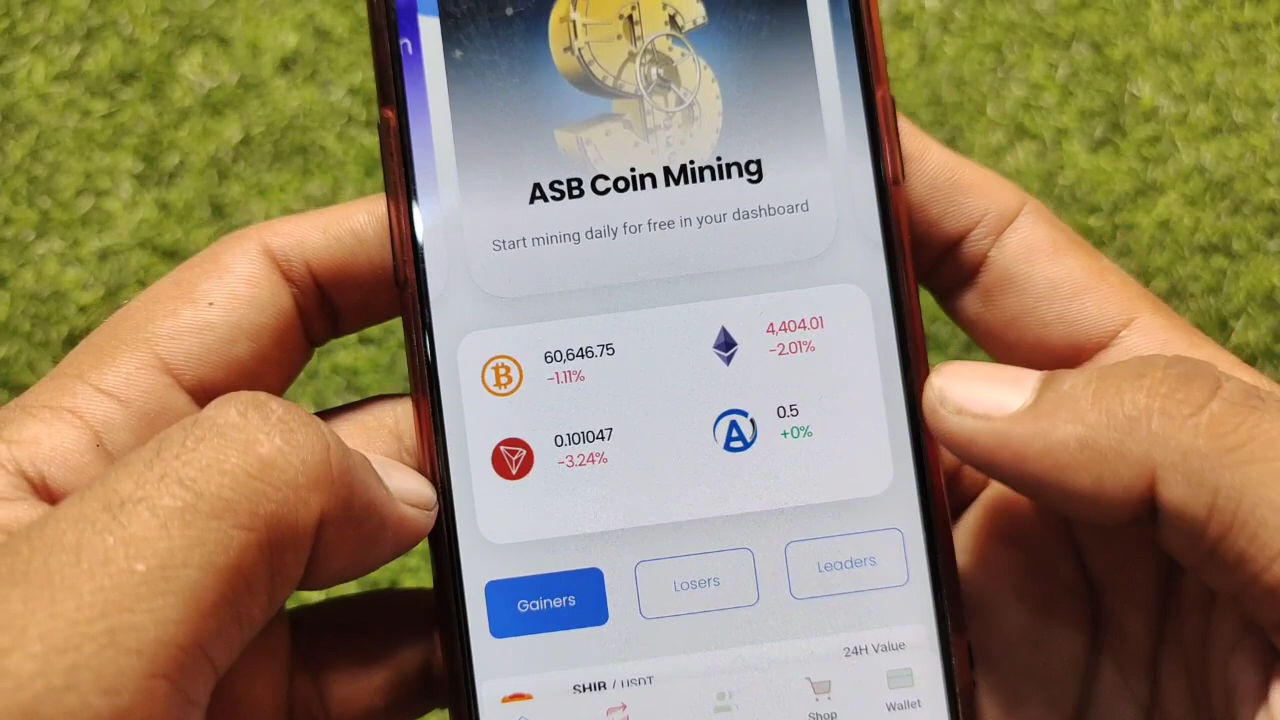 ASB Coin Mining
Start mining daily for free in your dashboard
60,646.75
-1.11%
4,404.01
-2.01%
0.101047
-3.24%
0.5
+0%
Gainers
Losers
Leaders
24H Value
SHIB / USDT
Shop
Wallet